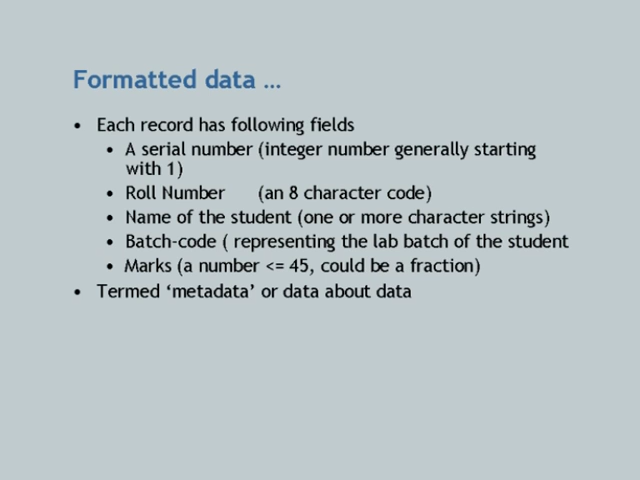 Formatted data …
• Each record has following fields
• A serial number (integer number generally starting
with 1)
• Roll Number (an 8 character code)
• Name of the student (one or more character strings)
• Batch-code ( representing the lab batch of the student
• Marks (a number <= 45, could be a fraction)
• Termed ‘metadata’ or data about data